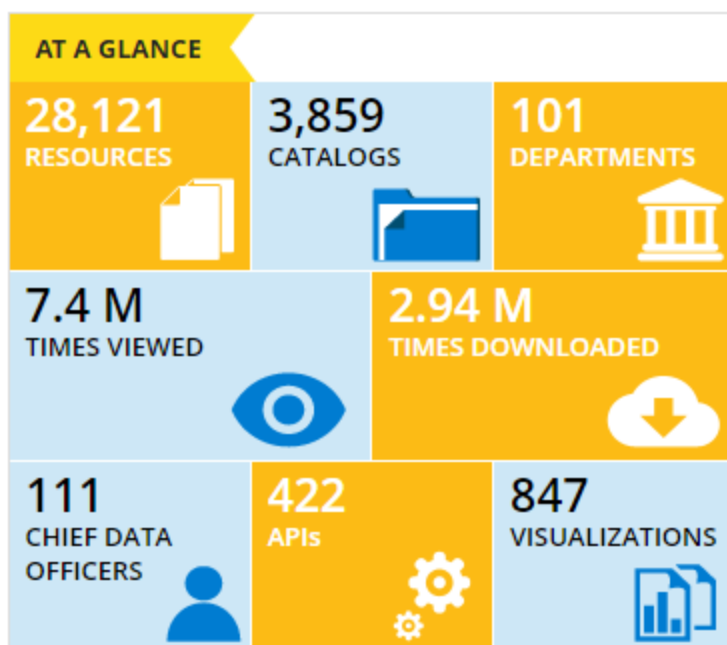 AT A GLANCE
28,121
RESOURCES
3,859
CATALOGS
101
DEPARTMENTS
7.4 M
TIMES VIEWED
2.94 M
TIMES DOWNLOADED
111
CHIEF DATA
OFFICERS
422
APIs
847
VISUALIZATIONS